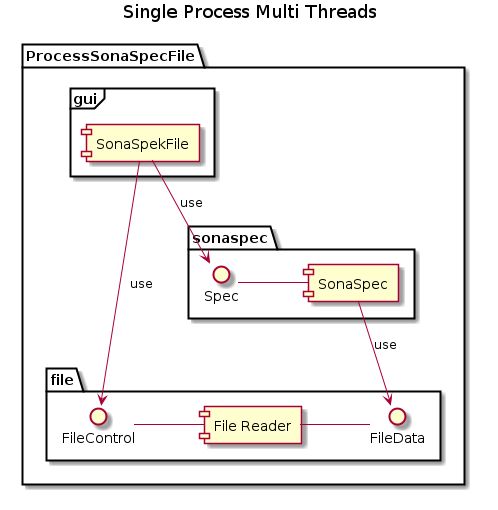 Single Process Multi Threads
ProcessSonaSpecFile
gui
SonaSpekFile
use
sonaspec
Spec
SonaSpec
use
use
file
FileControl
File Reader
FileData